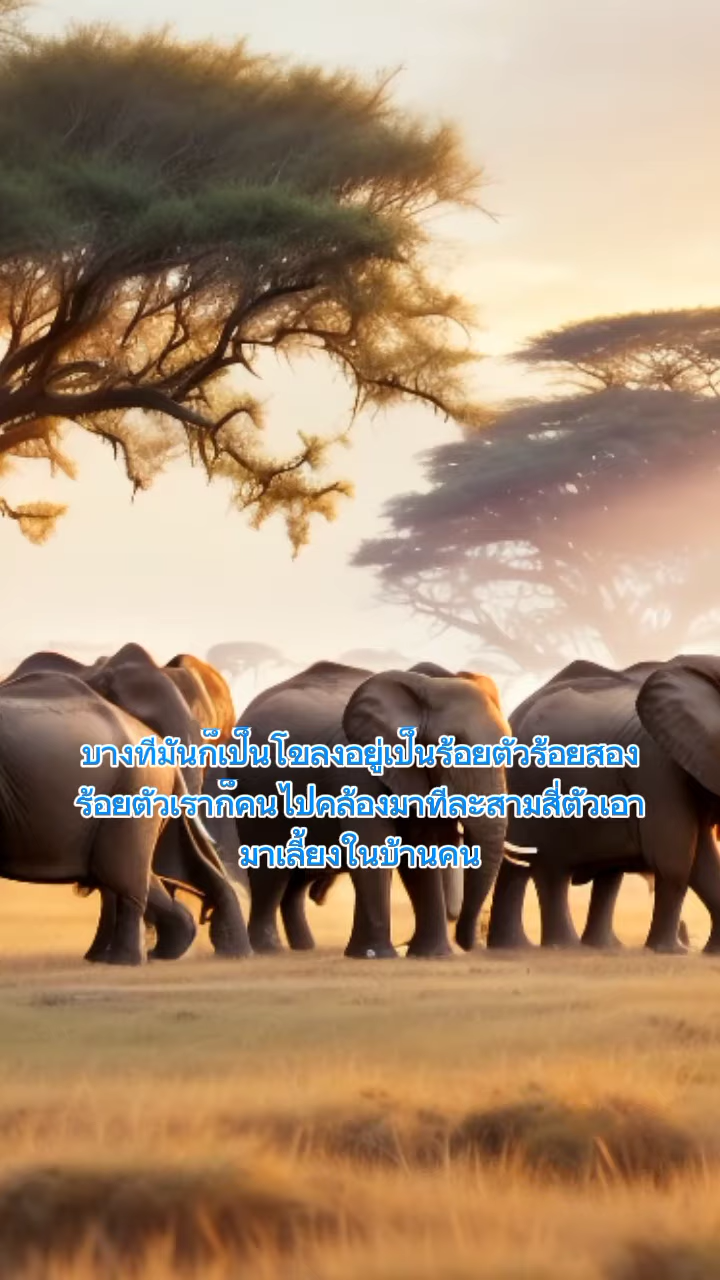 บางทีมันก็เป็นโขลงอยู่เป็นร้อยตัวร้อยสอง
ร้อยตัวเราก็คนไปคล้องมาทีละสามสี่ตัวเอา
มาเลี้ยงในบ้านคน